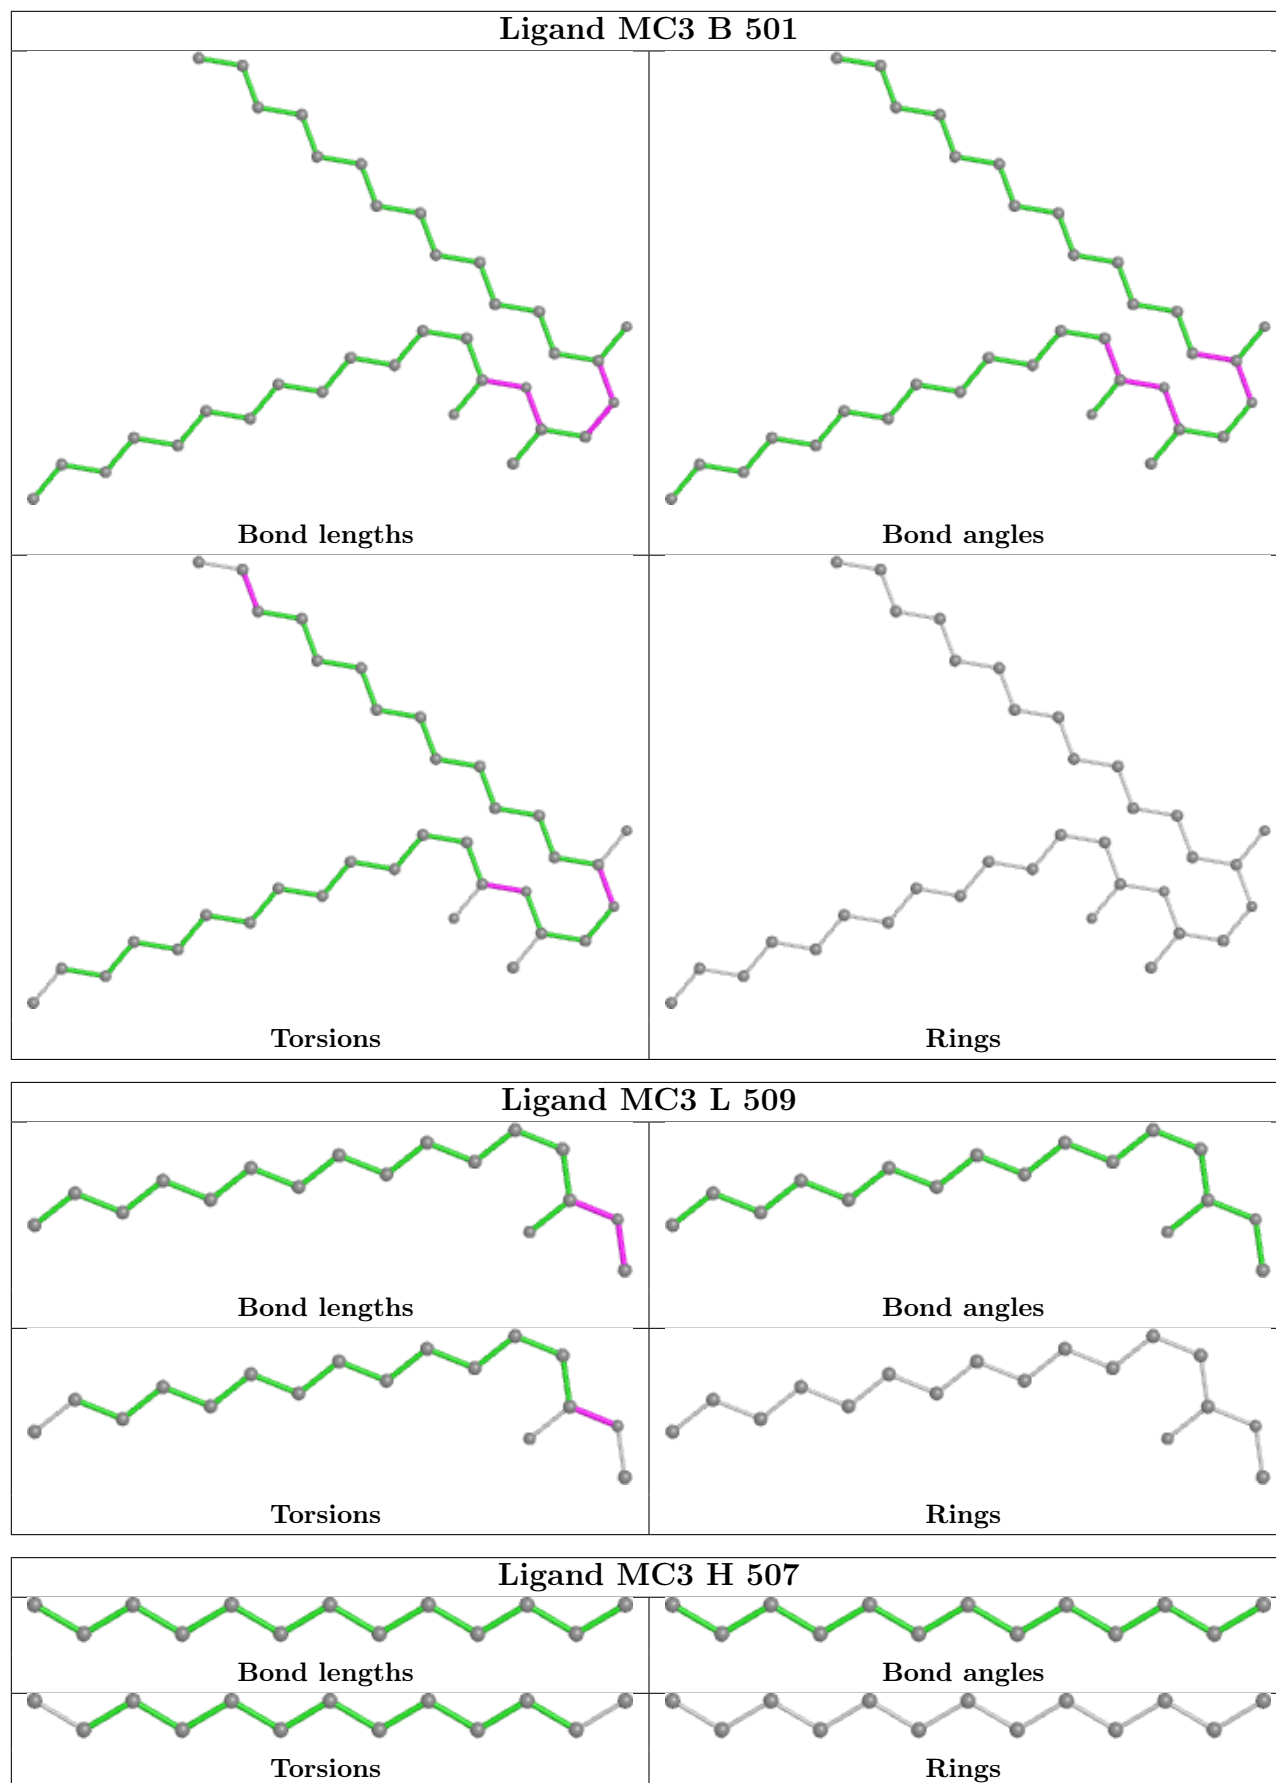 Ligand MC3 B 501
Bond lengths
Bond angles
Torsions
Rings
Ligand MC3 L 509
Bond lengths
Bond angles
Torsions
Rings
Ligand MC3 H 507
Bond lengths
Bond angles
Torsions
Rings